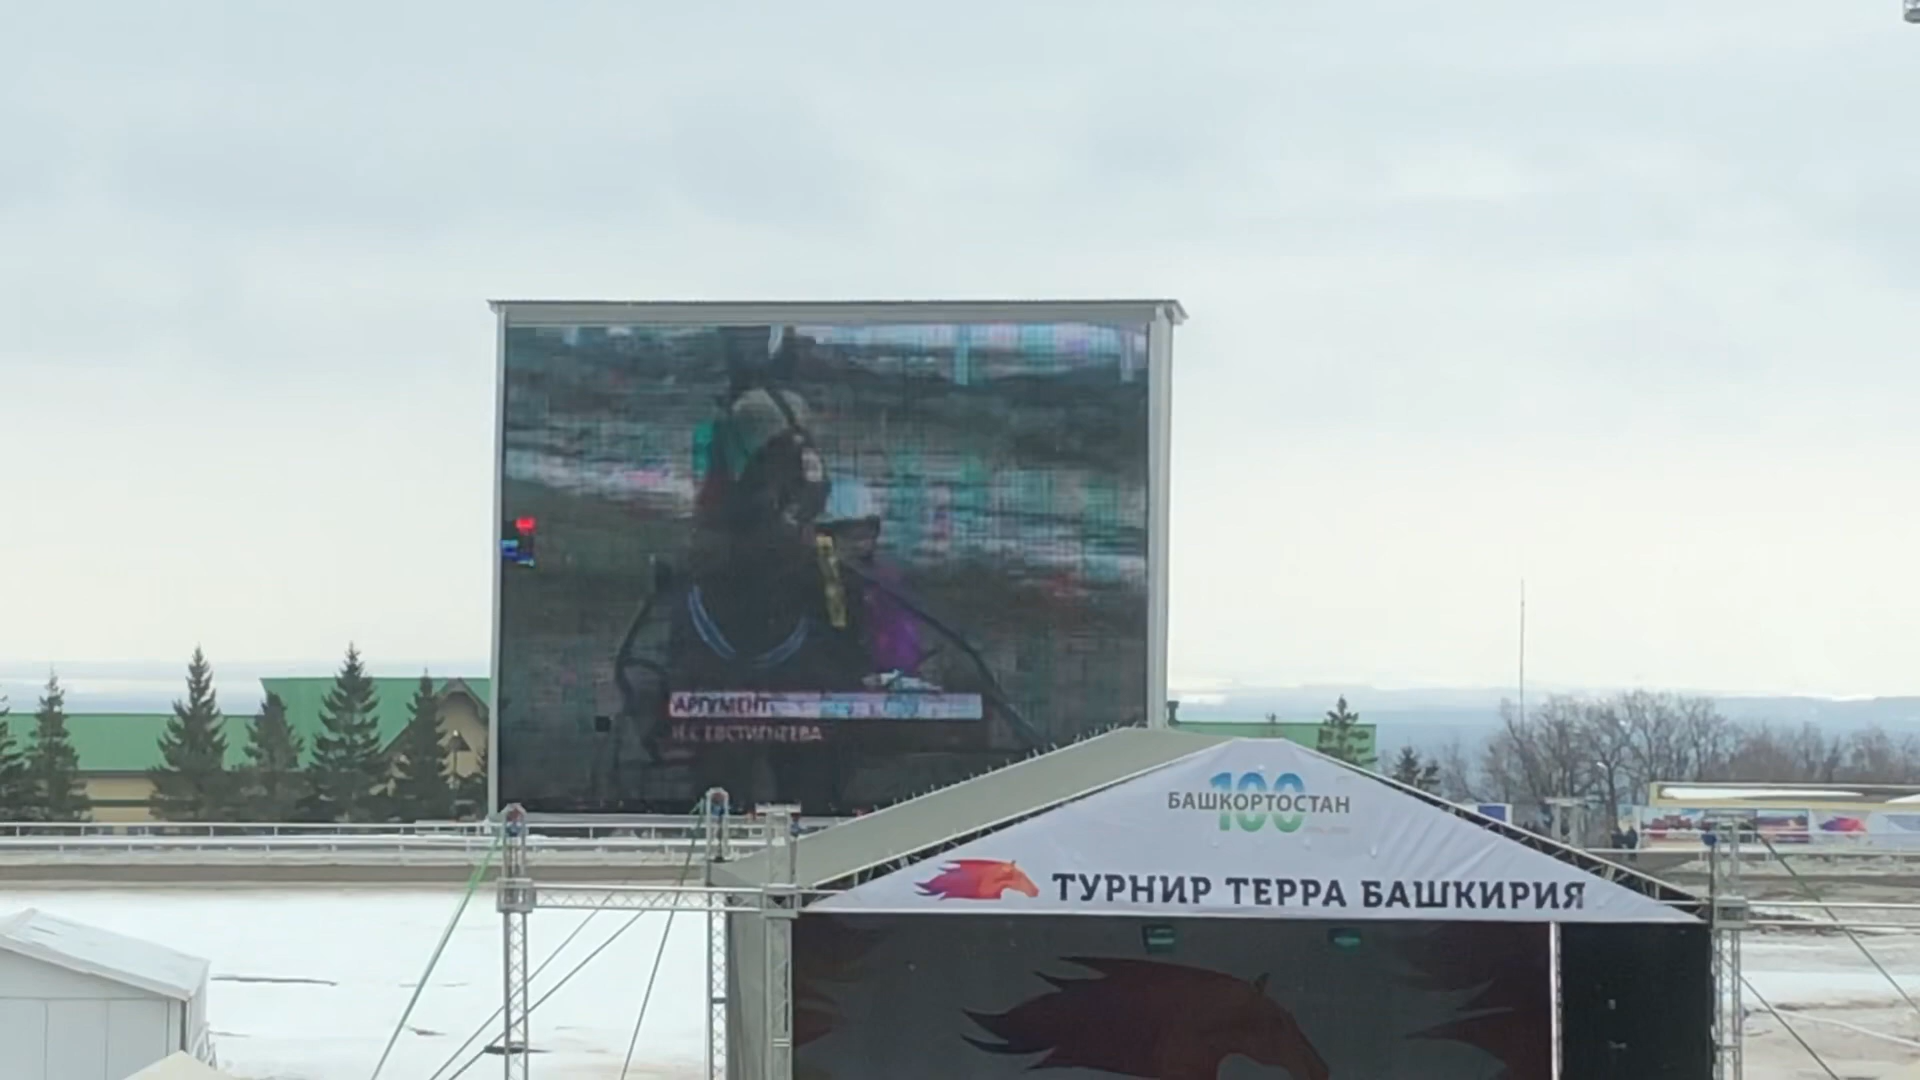 АРГУМЕНТ
Н.С ЕВСТИГНЕЕВА
100
БАШКОРТОСТАН
ТУРНИР ТЕРРА БАШКИРИЯ